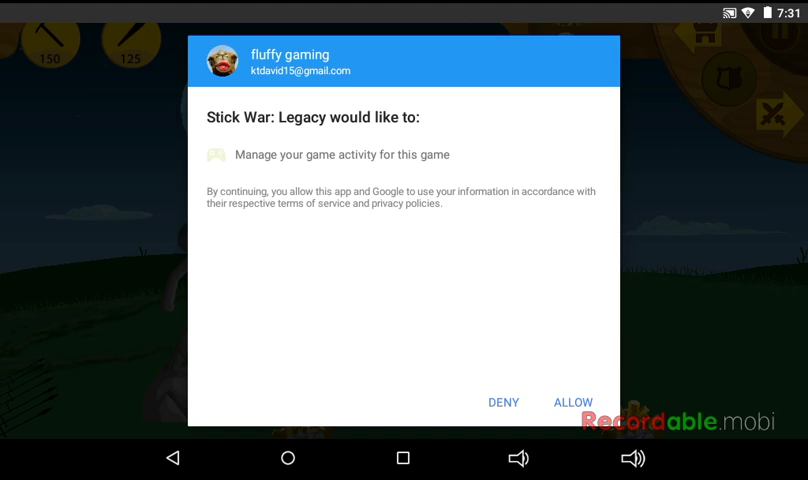 7:31
150
125
fluffy gaming
ktdavid15@gmail.com
Stick War: Legacy would like to:
Manage your game activity for this game
By continuing, you allow this app and Google to use your information in accordance with
their respective terms of service and privacy policies.
DENY
ALLOW
Recordable.mobi